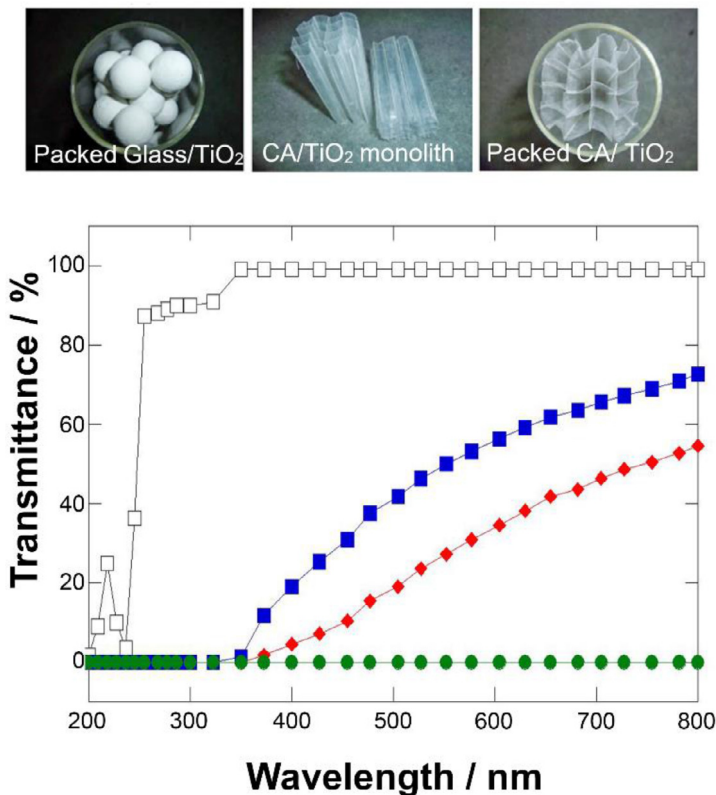 Packed Glass/TiO₂
CA/TiO₂ monolith
Packed CA/ TiO₂
100
80
60
40
20
0
Transmittance / %
200
300
400
500
600
700
800
Wavelength / nm